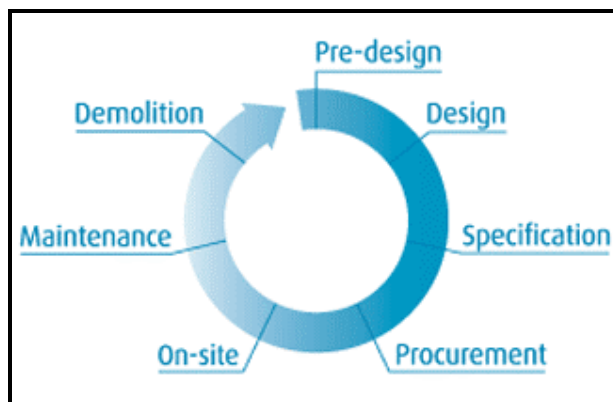 Pre-design
Design
Specification
Procurement
On-site
Maintenance
Demolition